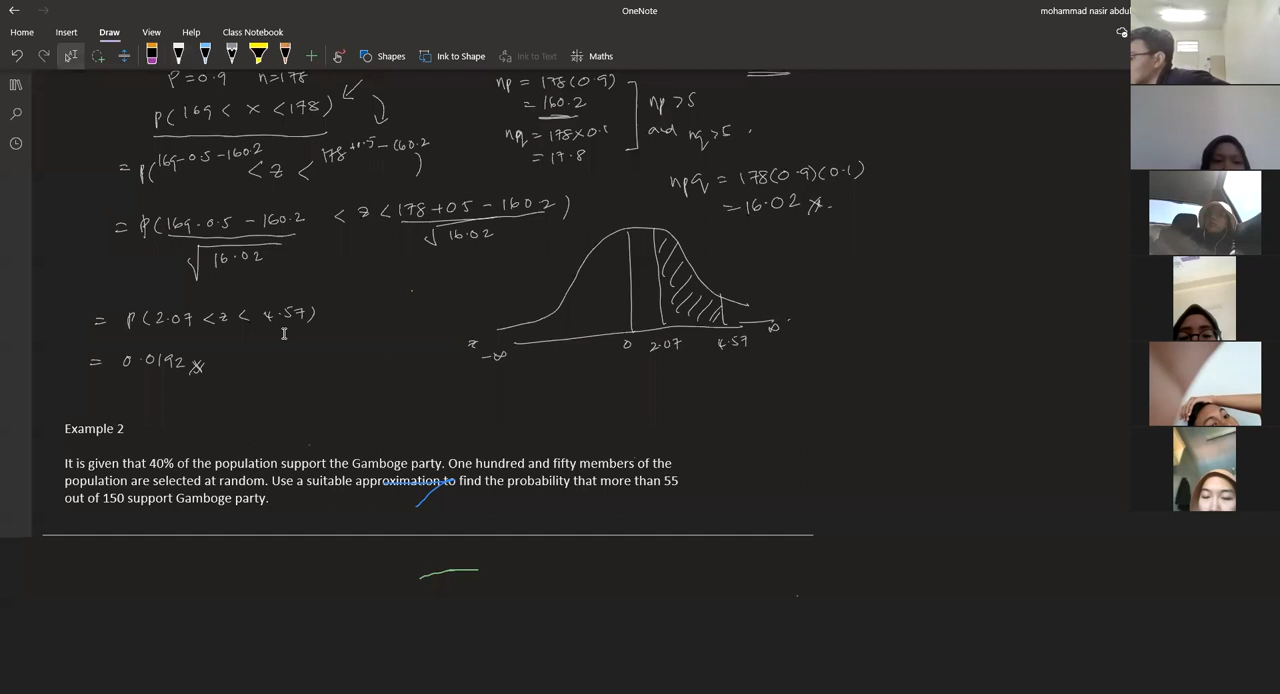 OneNote
mohammad nasir abdul
Home Insert Draw View History Class Notebook
Shapes Ink to Shape Ink to Text Maths
P=0.9 n=178
P(169 < x < 178)
= P(169-0.5-160.2 < z < 178+0.5-160.2)
= P(169-0.5-160.2 < z < 178+0.5-160.2)
√16.02 √16.02
= P(2.07 < z < 4.57)
= 0.0192
np = 178(0.9)
= 160.2
nq = 178×0.1
= 17.8
np >5
and nq >5
npq = 178(0.9)(0.1)
= 16.02
-∞ 0 2.07 4.57 ∞
Example 2
It is given that 40% of the population support the Gamboge party. One hundred and fifty members of the
population are selected at random. Use a suitable approximation to find the probability that more than 55
out of 150 support Gamboge party.